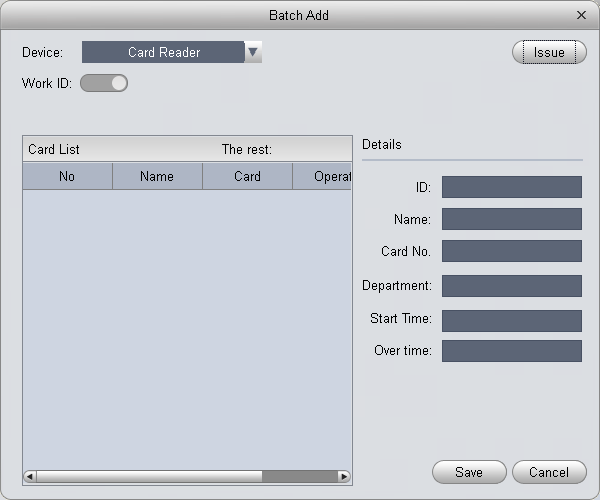 Batch Add
Device: Card Reader Issue
Work ID:
Card List The rest:
No Name Card Operat
Details
ID:
Name:
Card No.
Department:
Start Time:
Over time:
Save Cancel